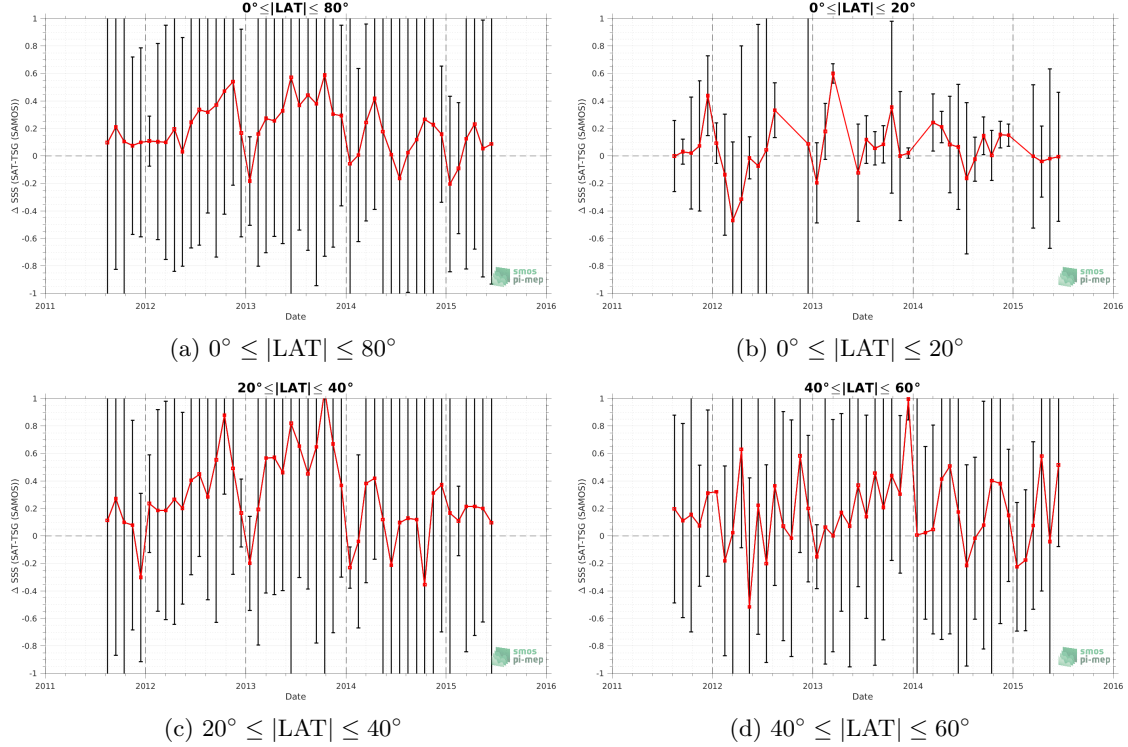 0°≤|LAT|≤ 80°
Δ SSS (SAT-TSG (SAMOS))
1
0.8
0.6
0.4
0.2
0
-0.2
-0.4
-0.6
-0.8
-1
2011 2012 2013 2014 2015 2016
Date
smos
pi-mep
(a) 0° ≤ |LAT| ≤ 80°
0°≤|LAT|≤ 20°
Δ SSS (SAT-TSG (SAMOS))
1
0.8
0.6
0.4
0.2
0
-0.2
-0.4
-0.6
-0.8
-1
2011 2012 2013 2014 2015 2016
Date
smos
pi-mep
(b) 0° ≤ |LAT| ≤ 20°
20°≤|LAT|≤ 40°
Δ SSS (SAT-TSG (SAMOS))
1
0.8
0.6
0.4
0.2
0
-0.2
-0.4
-0.6
-0.8
-1
2011 2012 2013 2014 2015 2016
Date
smos
pi-mep
(c) 20° ≤ |LAT| ≤ 40°
40°≤|LAT|≤ 60°
Δ SSS (SAT-TSG (SAMOS))
1
0.8
0.6
0.4
0.2
0
-0.2
-0.4
-0.6
-0.8
-1
2011 2012 2013 2014 2015 2016
Date
smos
pi-mep
(d) 40° ≤ |LAT| ≤ 60°